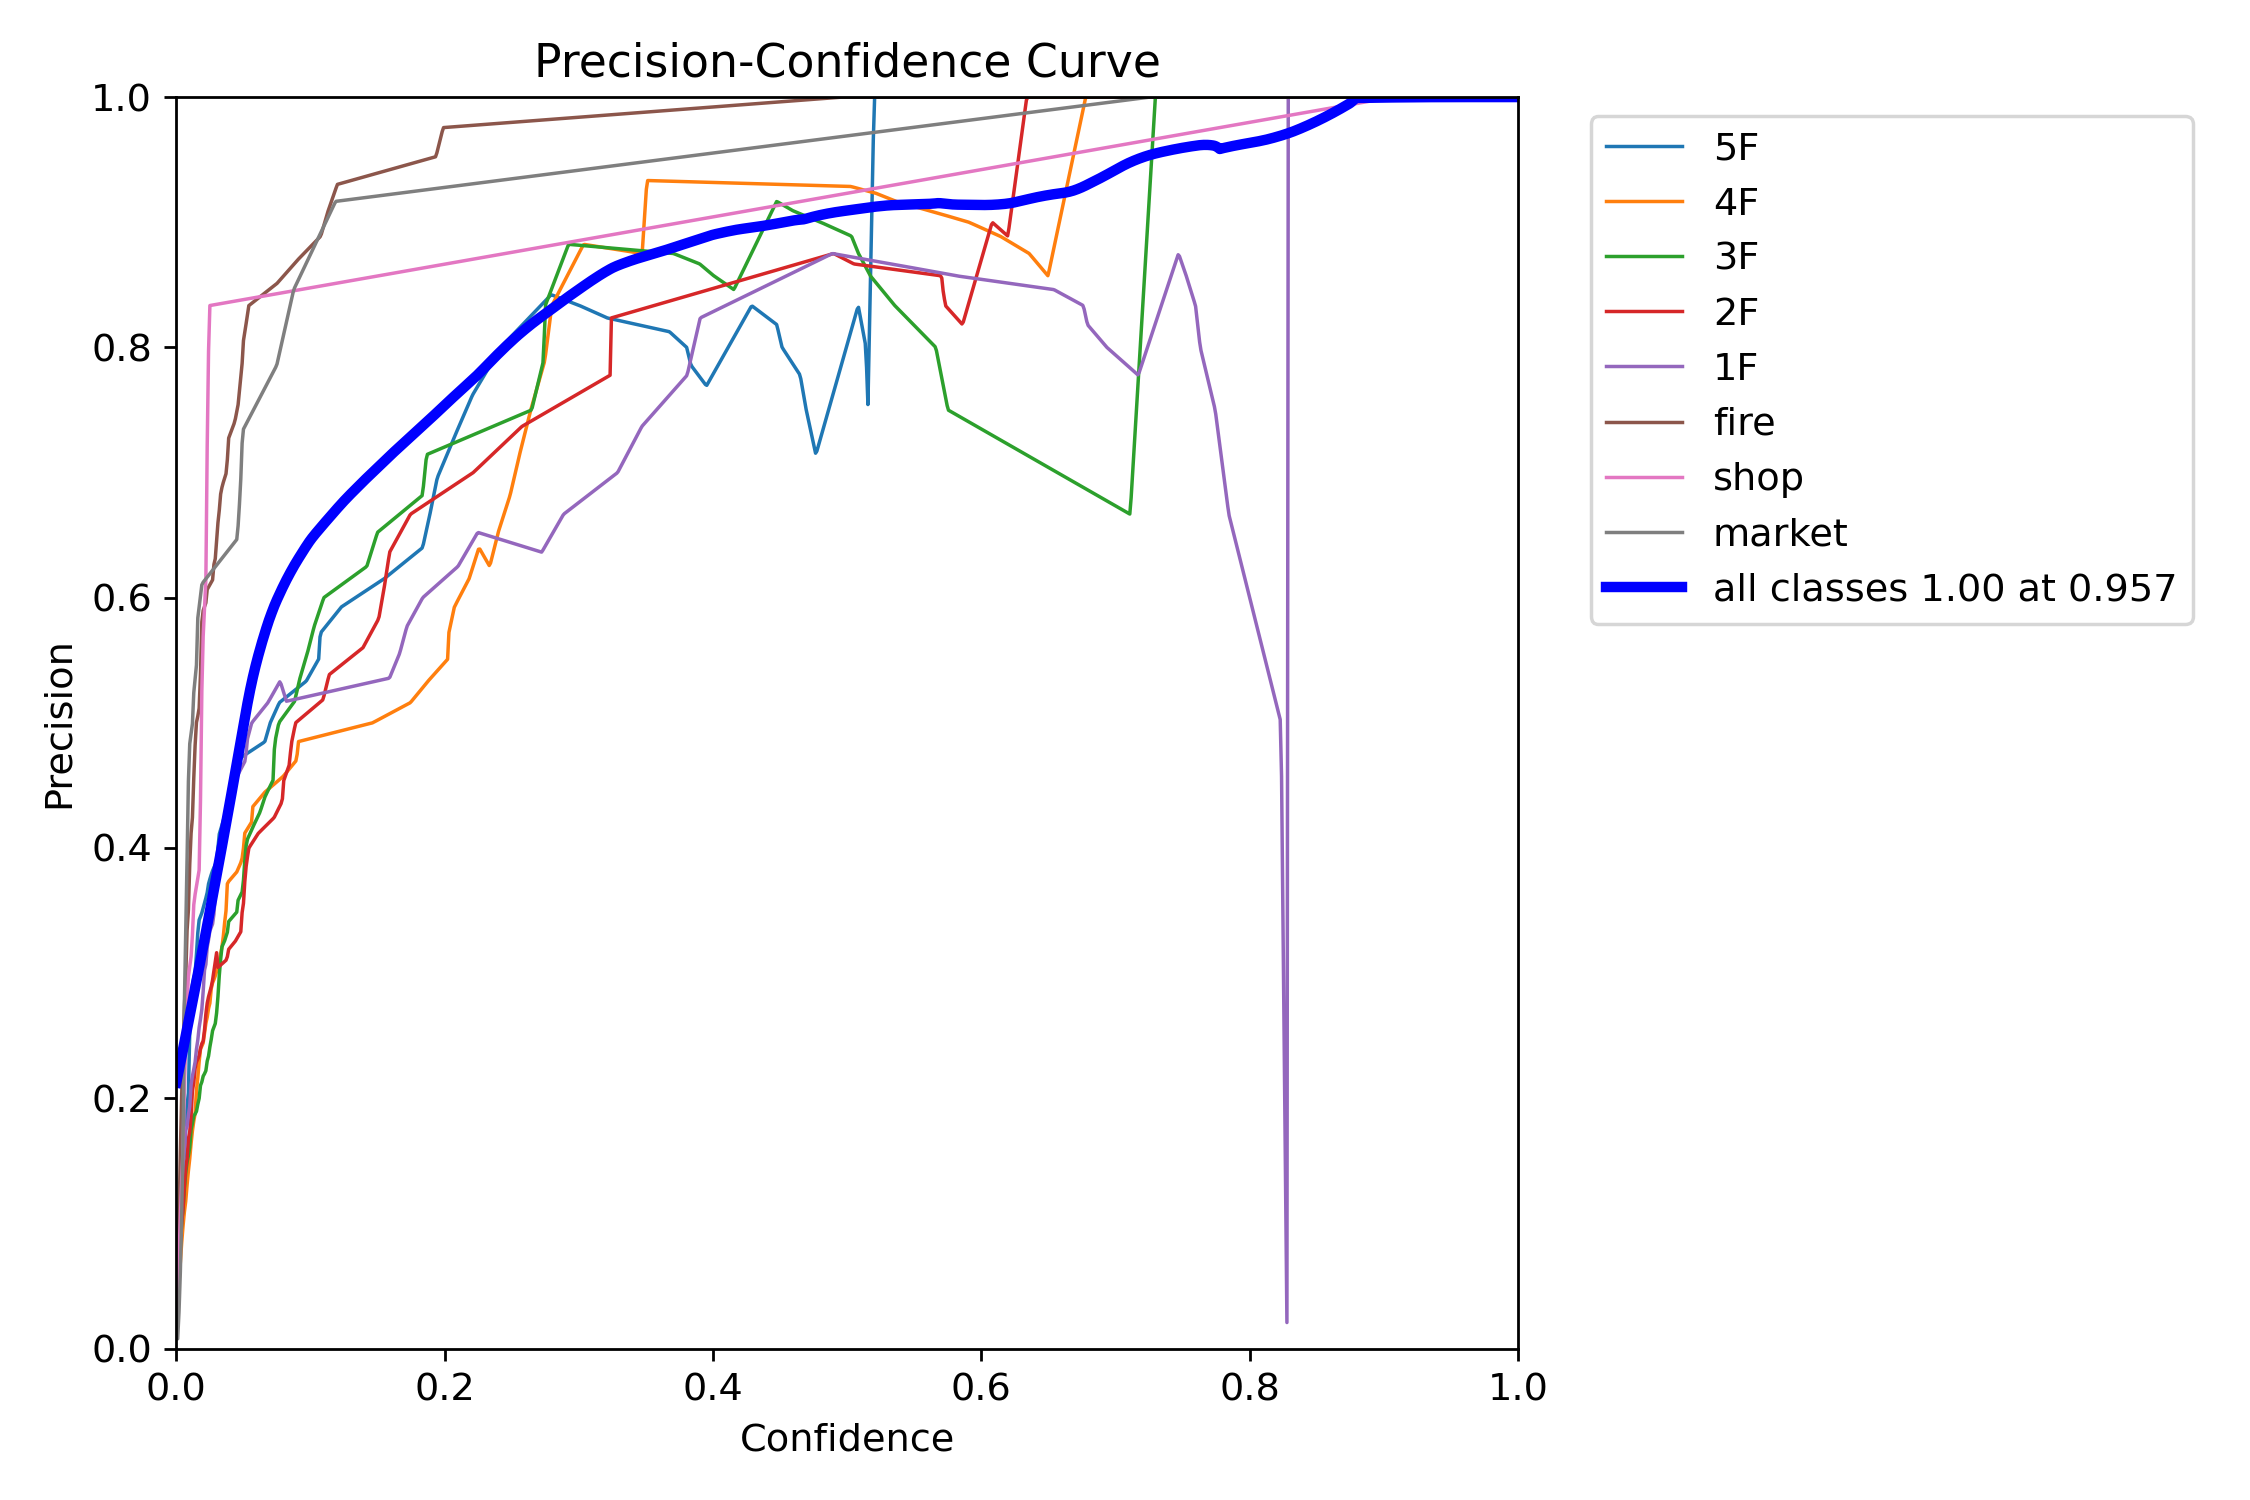 Precision-Confidence Curve
1.0
0.8
0.6
0.4
0.2
0.0
Precision
0.0 0.2 0.4 0.6 0.8 1.0
Confidence
5F
4F
3F
2F
1F
fire
shop
market
all classes 1.00 at 0.957